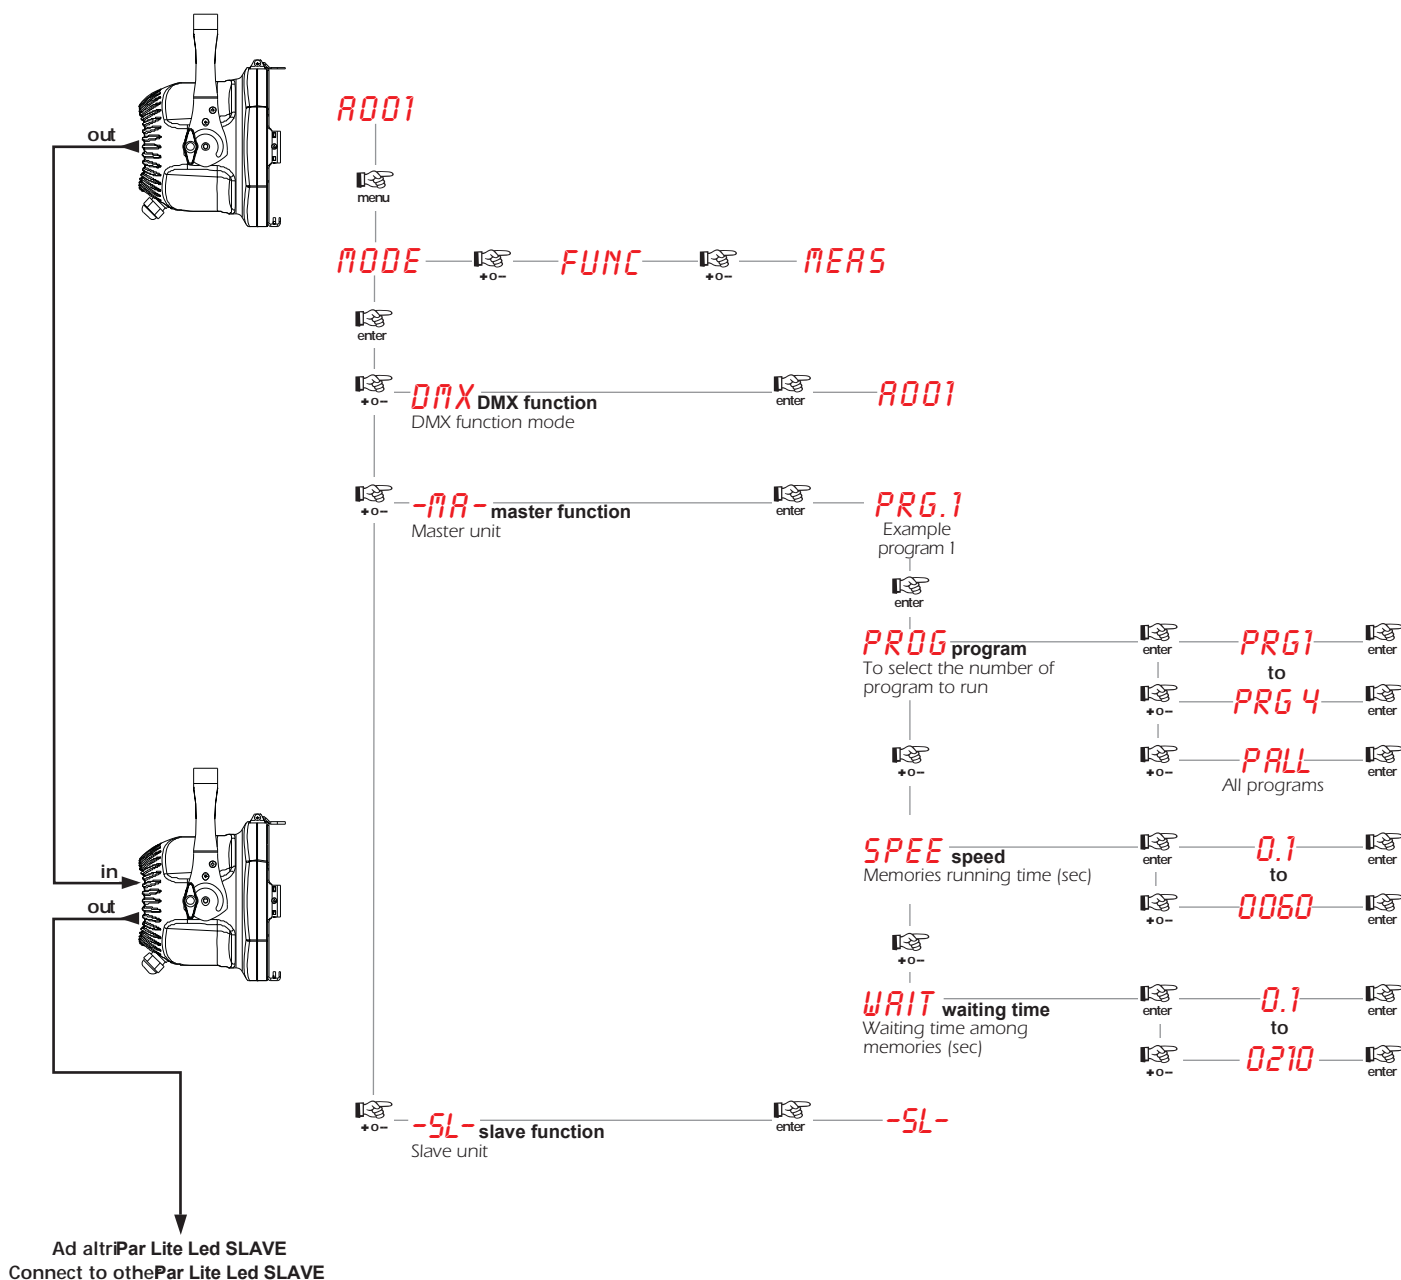 A001
out
menu
MODE +o- FUNC +o- MEAS
enter
+o- DMX DMX function enter A001
DMX function mode
+o- -MA- master function enter PRG.1
Master unit
Example
program 1
enter
PROG program enter PRG1 enter
To select the number of
program to run
to
+o- PRG 4 enter
+o- +o- PALL enter
All programs
SPEE speed enter 0.1 enter
Memories running time (sec)
to
in
out
+o- 0060 enter
+o-
WAIT waiting time enter 0.1 enter
Waiting time among
memories (sec)
to
+o- 0210 enter
+o- -SL- slave function enter -SL-
Slave unit
Ad altriPar Lite Led SLAVE
Connect to othePar Lite Led SLAVE